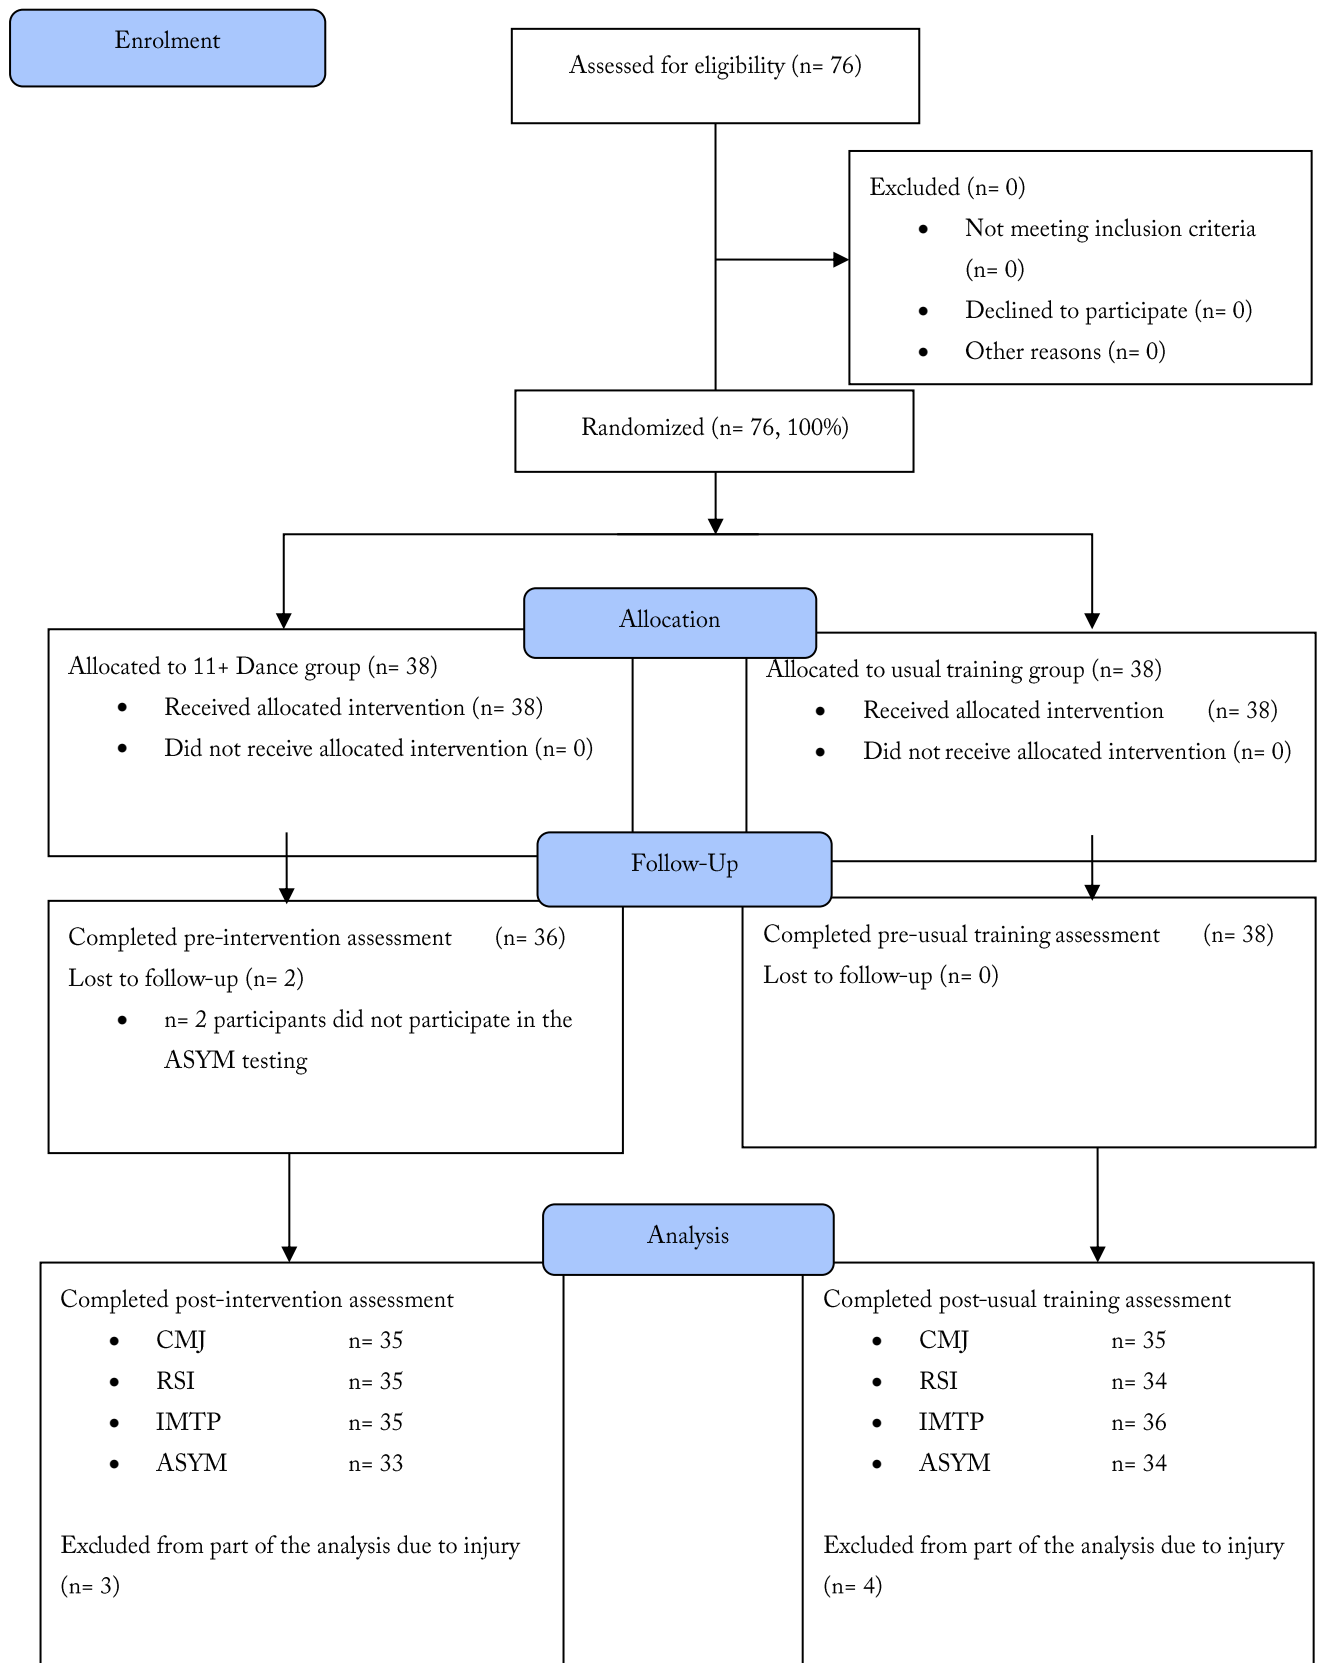 Enrolment
Assessed for eligibility (n= 76)
Excluded (n= 0)
• Not meeting inclusion criteria
(n= 0)
• Declined to participate (n= 0)
• Other reasons (n= 0)
Randomized (n= 76, 100%)
Allocation
Allocated to 11+ Dance group (n= 38)
• Received allocated intervention (n= 38)
• Did not receive allocated intervention (n= 0)
Allocated to usual training group (n= 38)
• Received allocated intervention (n= 38)
• Did not receive allocated intervention (n= 0)
Follow-Up
Completed pre-intervention assessment (n= 36)
Lost to follow-up (n= 2)
• n= 2 participants did not participate in the
ASYM testing
Completed pre-usual training assessment (n= 38)
Lost to follow-up (n= 0)
Analysis
Completed post-intervention assessment
• CMJ n= 35
• RSI n= 35
• IMTP n= 35
• ASYM n= 33
Excluded from part of the analysis due to injury
(n= 3)
Completed post-usual training assessment
• CMJ n= 35
• RSI n= 34
• IMTP n= 36
• ASYM n= 34
Excluded from part of the analysis due to injury
(n= 4)